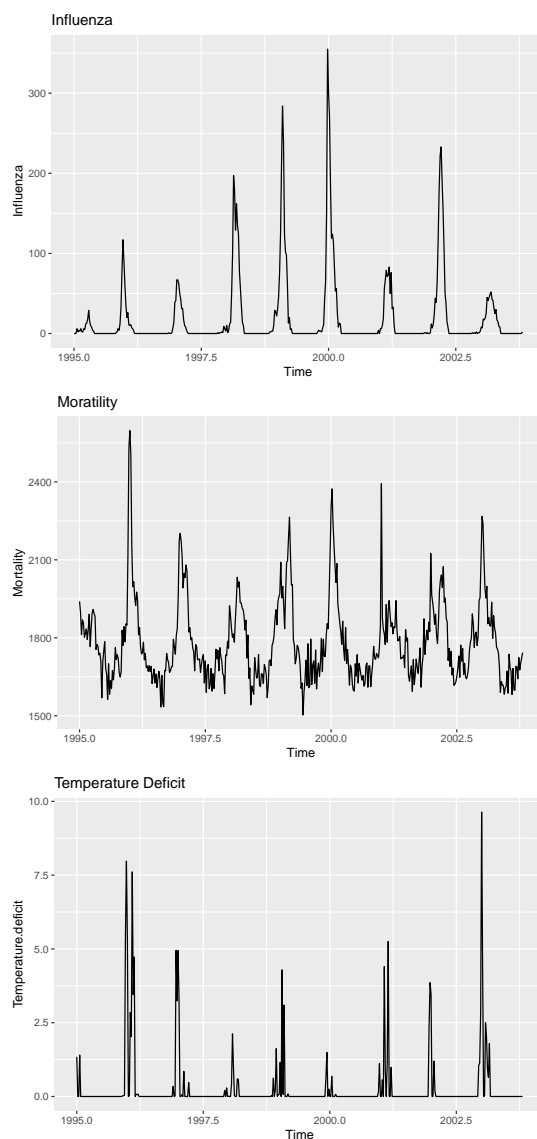 Influenza
300
200
100
0
Influenza
1995.0 1997.5 2000.0 2002.5
Time
Moratility
2400
2100
1800
1500
Mortality
1995.0 1997.5 2000.0 2002.5
Time
Temperature Deficit
10.0
7.5
5.0
2.5
0.0
Temperature.deficit
1995.0 1997.5 2000.0 2002.5
Time